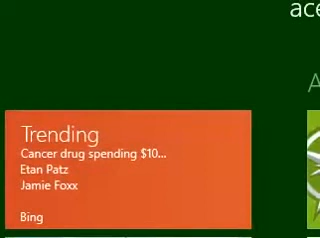 ace
A
Trending
Cancer drug spending $10...
Etan Patz
Jamie Foxx
Bing